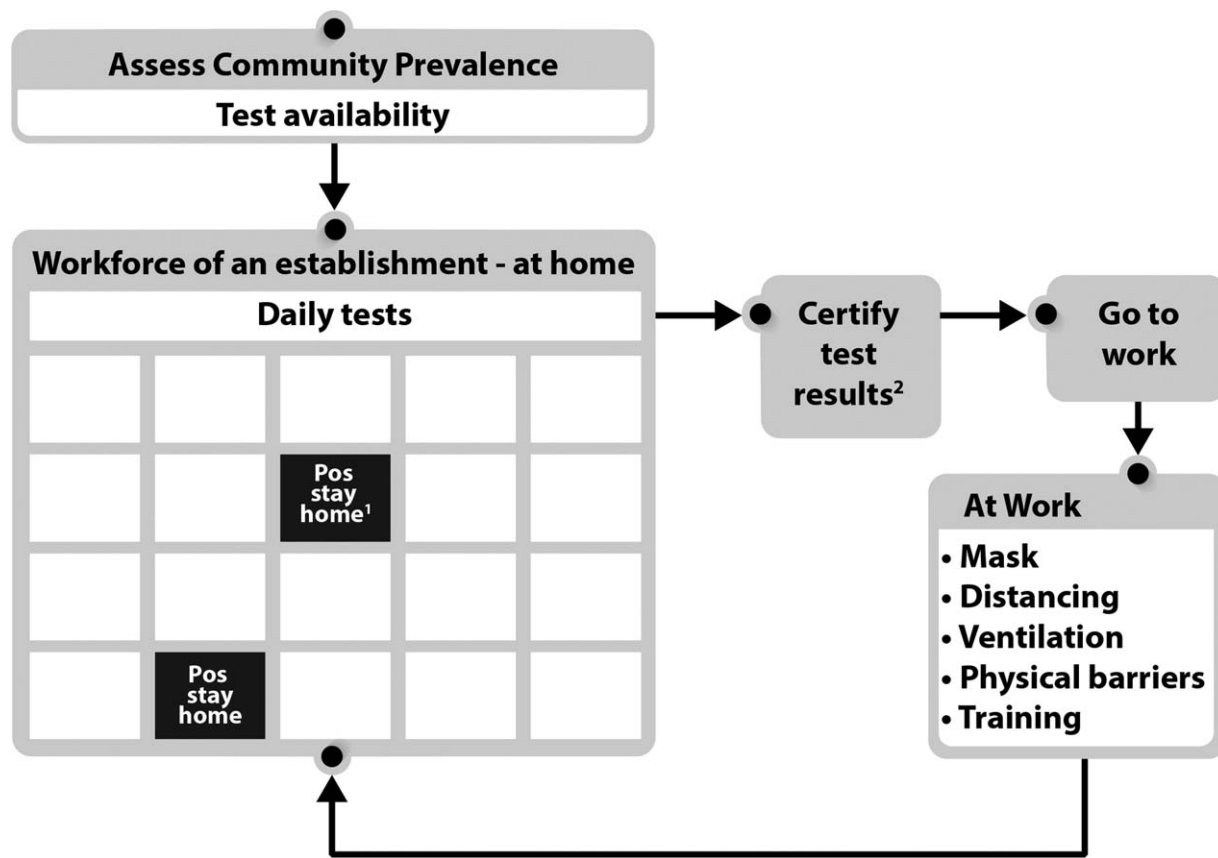 Assess Community Prevalence
Test availability
Workforce of an establishment - at home
Daily tests
Pos
stay
home¹
Pos
stay
home
Certify
test
results²
Go to
work
At Work
• Mask
• Distancing
• Ventilation
• Physical barriers
• Training